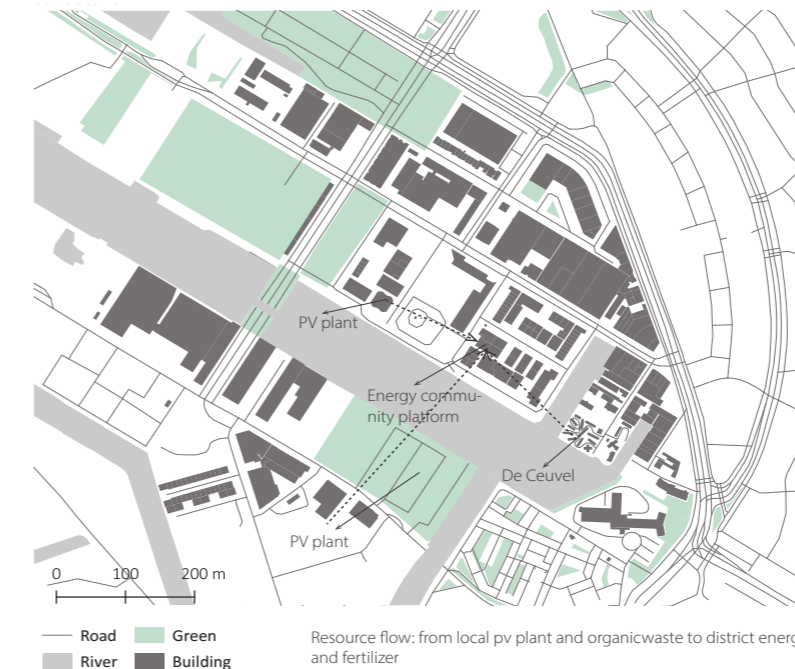 PV plant
Energy commu-
nity platform
De Ceuvel
PV plant
0 100 200 m
Road Green
River Building
Resource flow: from local pv plant and organicwaste to district energ
and fertilizer